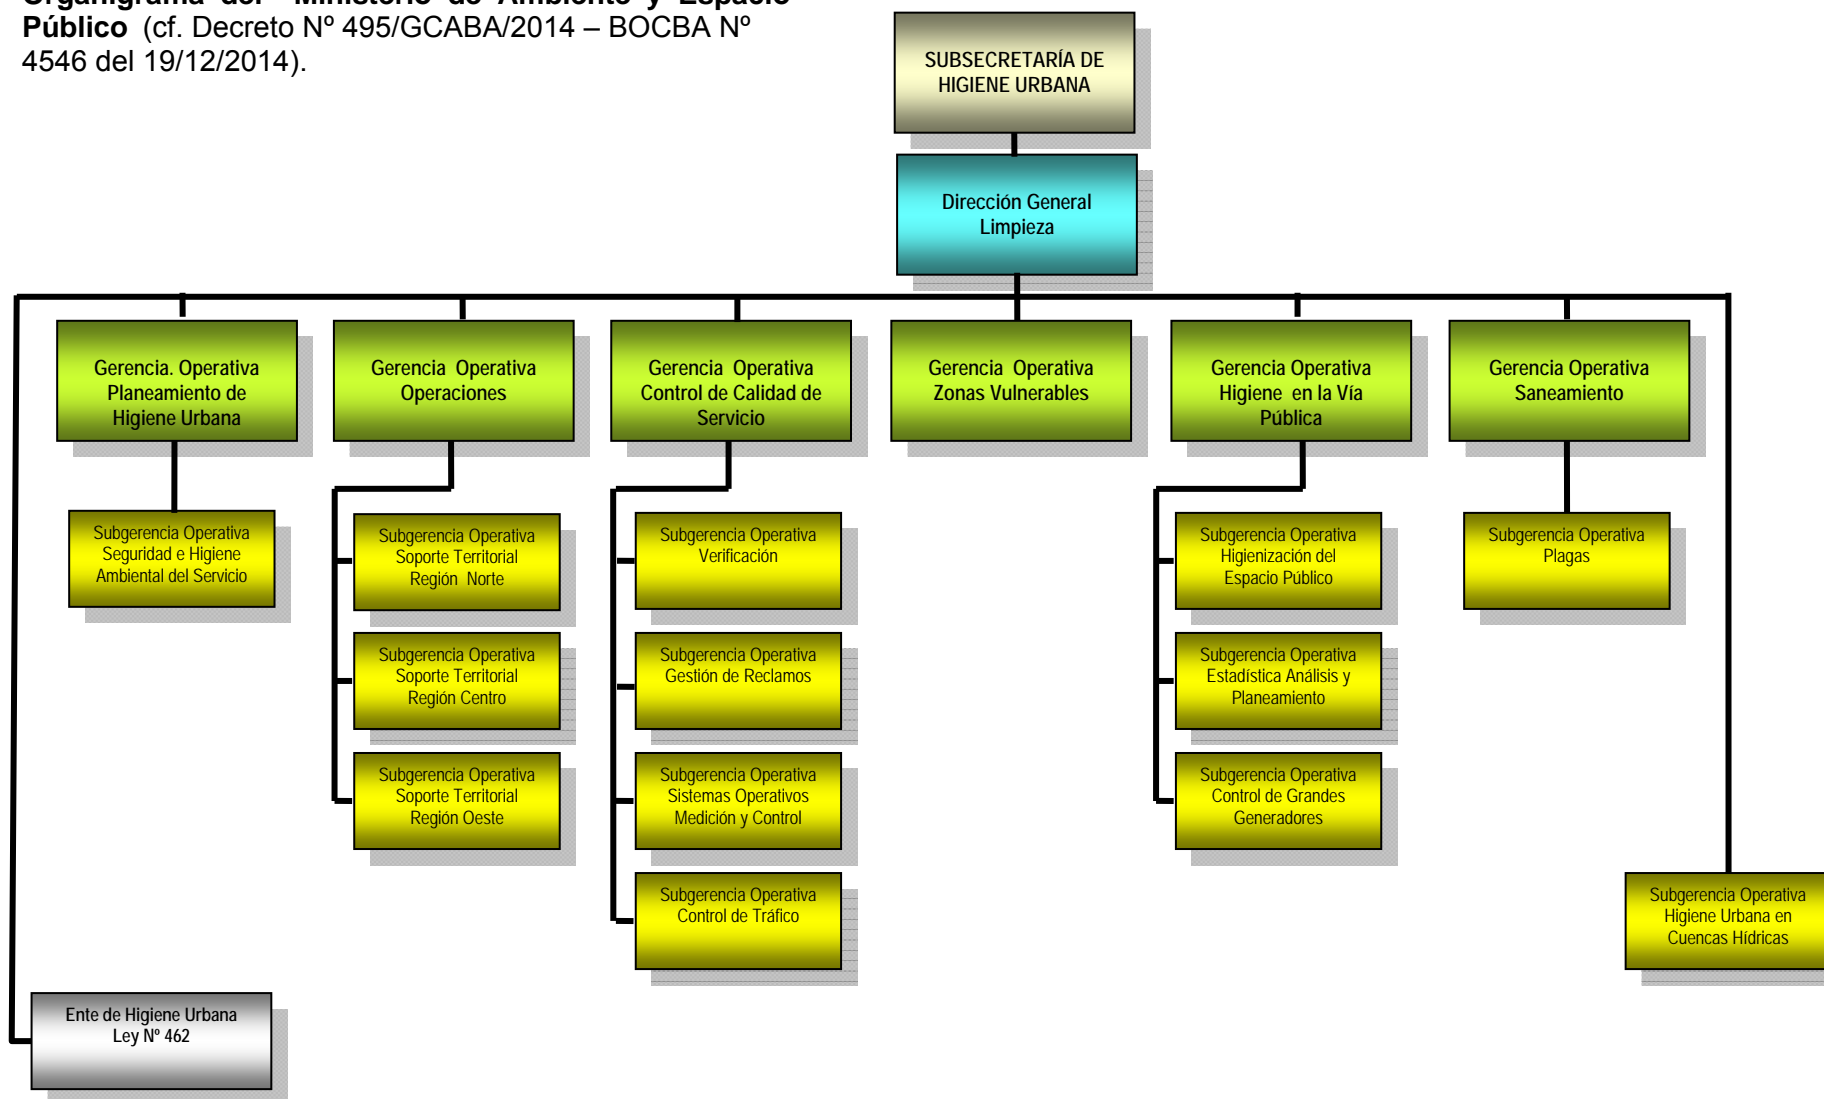 Organigrama del Ministerio de Ambiente y Espacio
Público (cf. Decreto Nº 495/GCABA/2014 – BOCBA Nº
4546 del 19/12/2014).
SUBSECRETARÍA DE
HIGIENE URBANA
Dirección General
Limpieza
Gerencia. Operativa
Planeamiento de
Higiene Urbana
Gerencia Operativa
Operaciones
Gerencia Operativa
Control de Calidad de
Servicio
Gerencia Operativa
Zonas Vulnerables
Gerencia Operativa
Higiene en la Vía
Pública
Gerencia Operativa
Saneamiento
Subgerencia Operativa
Seguridad e Higiene
Ambiental del Servicio
Subgerencia Operativa
Soporte Territorial
Región Norte
Subgerencia Operativa
Verificación
Subgerencia Operativa
Higienización del
Espacio Público
Subgerencia Operativa
Plagas
Subgerencia Operativa
Soporte Territorial
Región Centro
Subgerencia Operativa
Gestión de Reclamos
Subgerencia Operativa
Estadística Análisis y
Planeamiento
Subgerencia Operativa
Soporte Territorial
Región Oeste
Subgerencia Operativa
Sistemas Operativos
Medición y Control
Subgerencia Operativa
Control de Grandes
Generadores
Subgerencia Operativa
Control de Tráfico
Subgerencia Operativa
Higiene Urbana en
Cuencas Hídricas
Ente de Higiene Urbana
Ley Nº 462